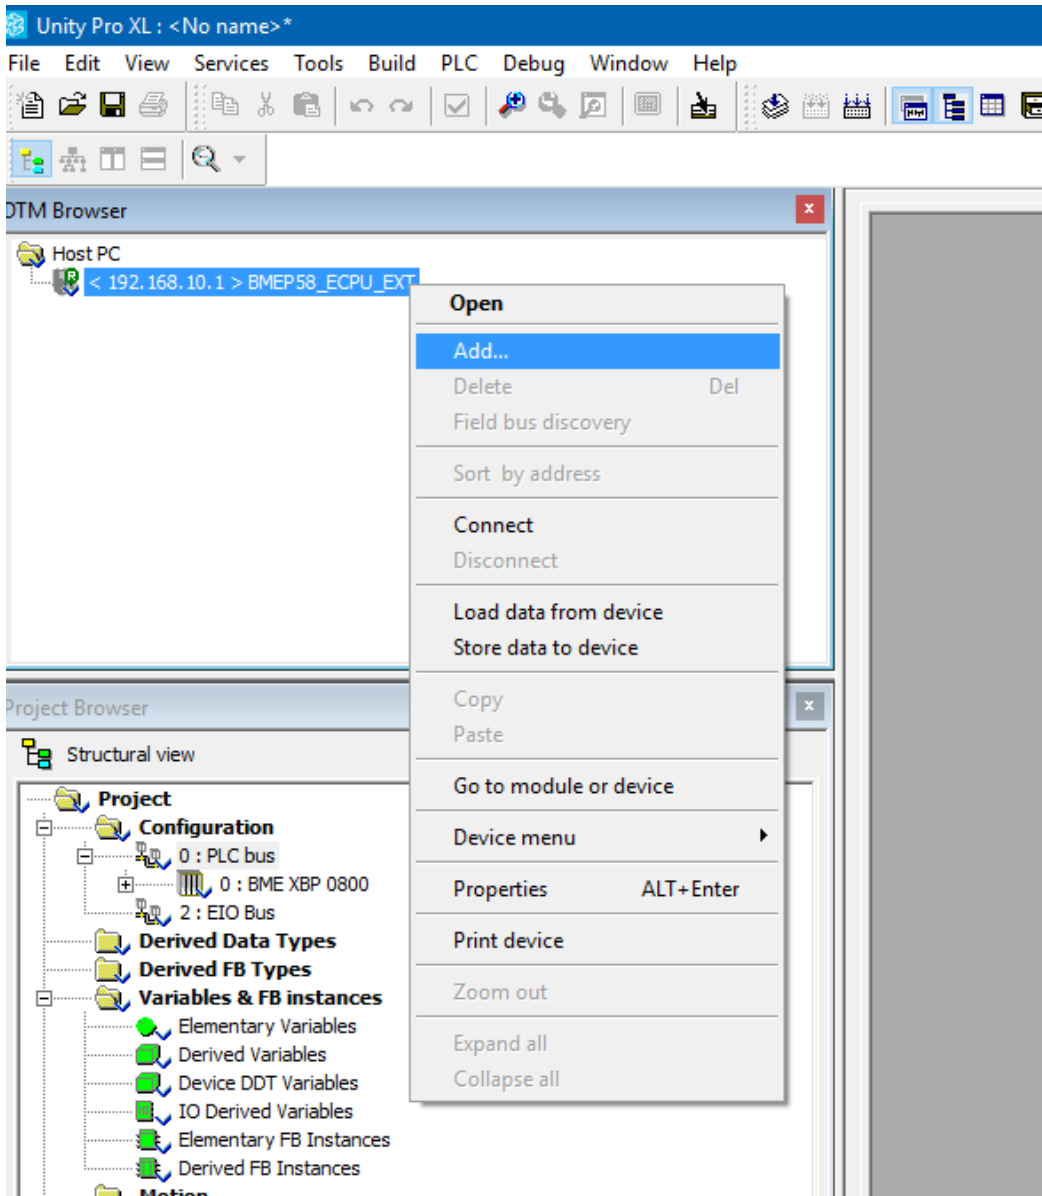 Unity Pro XL : <No name>*
File Edit View Services Tools Build PLC Debug Window Help
DTM Browser
Host PC
< 192.168.10.1 > BMEP58_ECPU_EXT
Open
Add...
Delete Del
Field bus discovery
Sort by address
Connect
Disconnect
Load data from device
Store data to device
Copy
Paste
Go to module or device
Device menu
Properties ALT+Enter
Print device
Zoom out
Expand all
Collapse all
Project Browser
Structural view
Project
Configuration
0 : PLC bus
0 : BME XBP 0800
2 : EIO Bus
Derived Data Types
Derived FB Types
Variables & FB instances
Elementary Variables
Derived Variables
Device DDT Variables
IO Derived Variables
Elementary FB Instances
Derived FB Instances
Motion